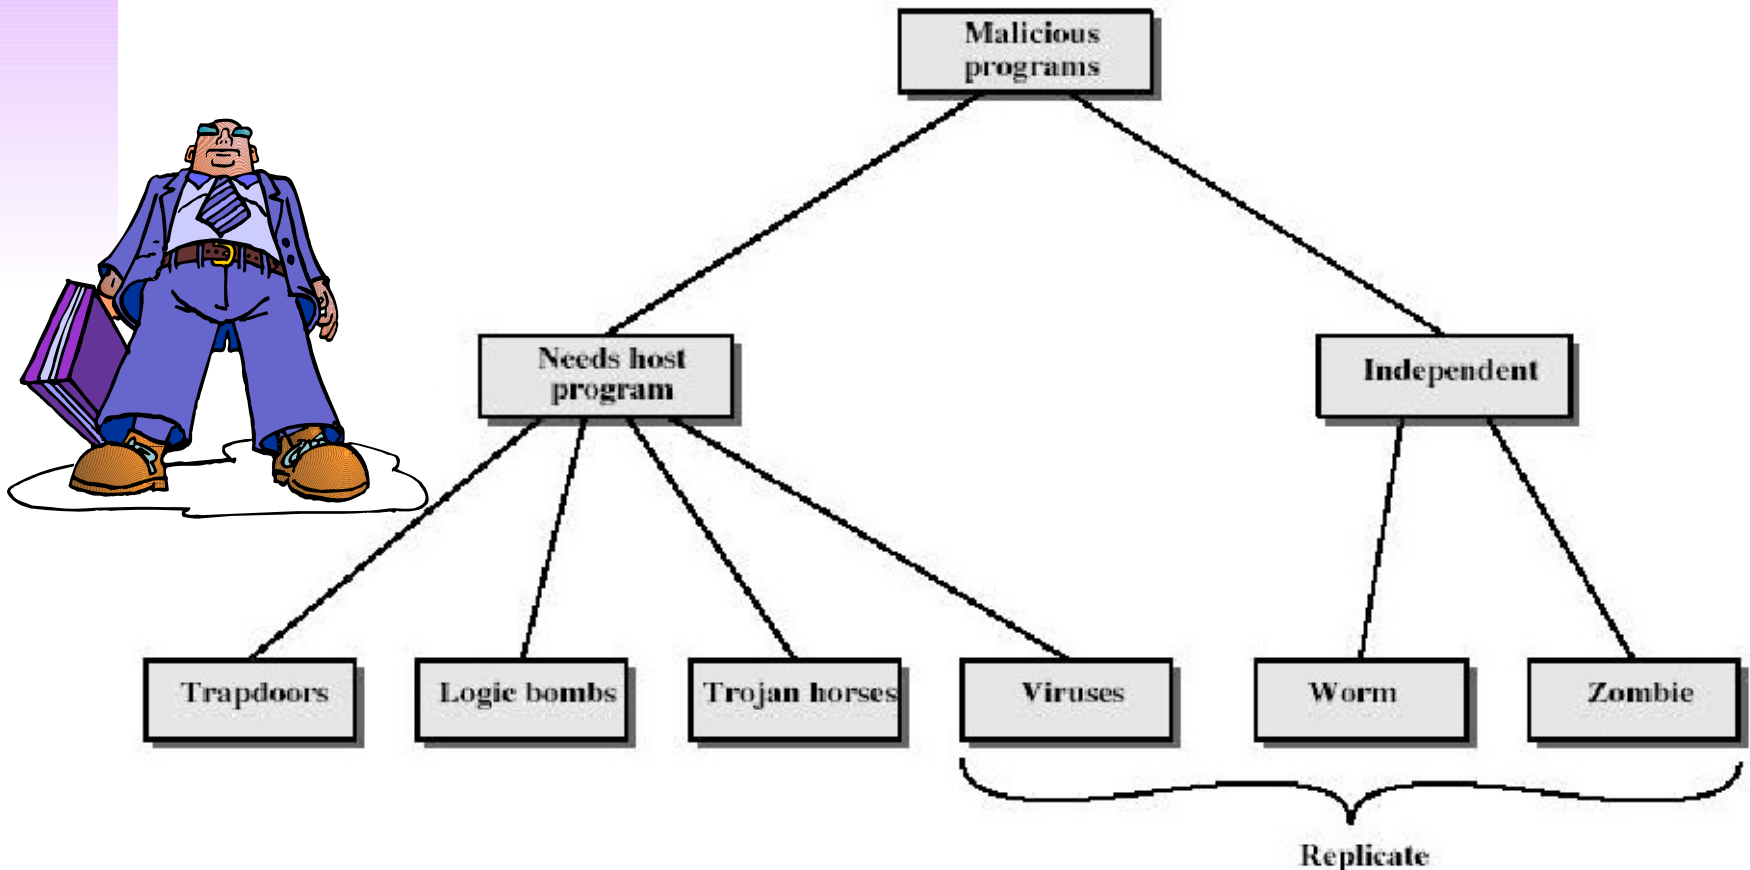 Malicious
programs
Needs host
program
Independent
Trapdoors
Logic bombs
Trojan horses
Viruses
Worm
Zombie
Replicate